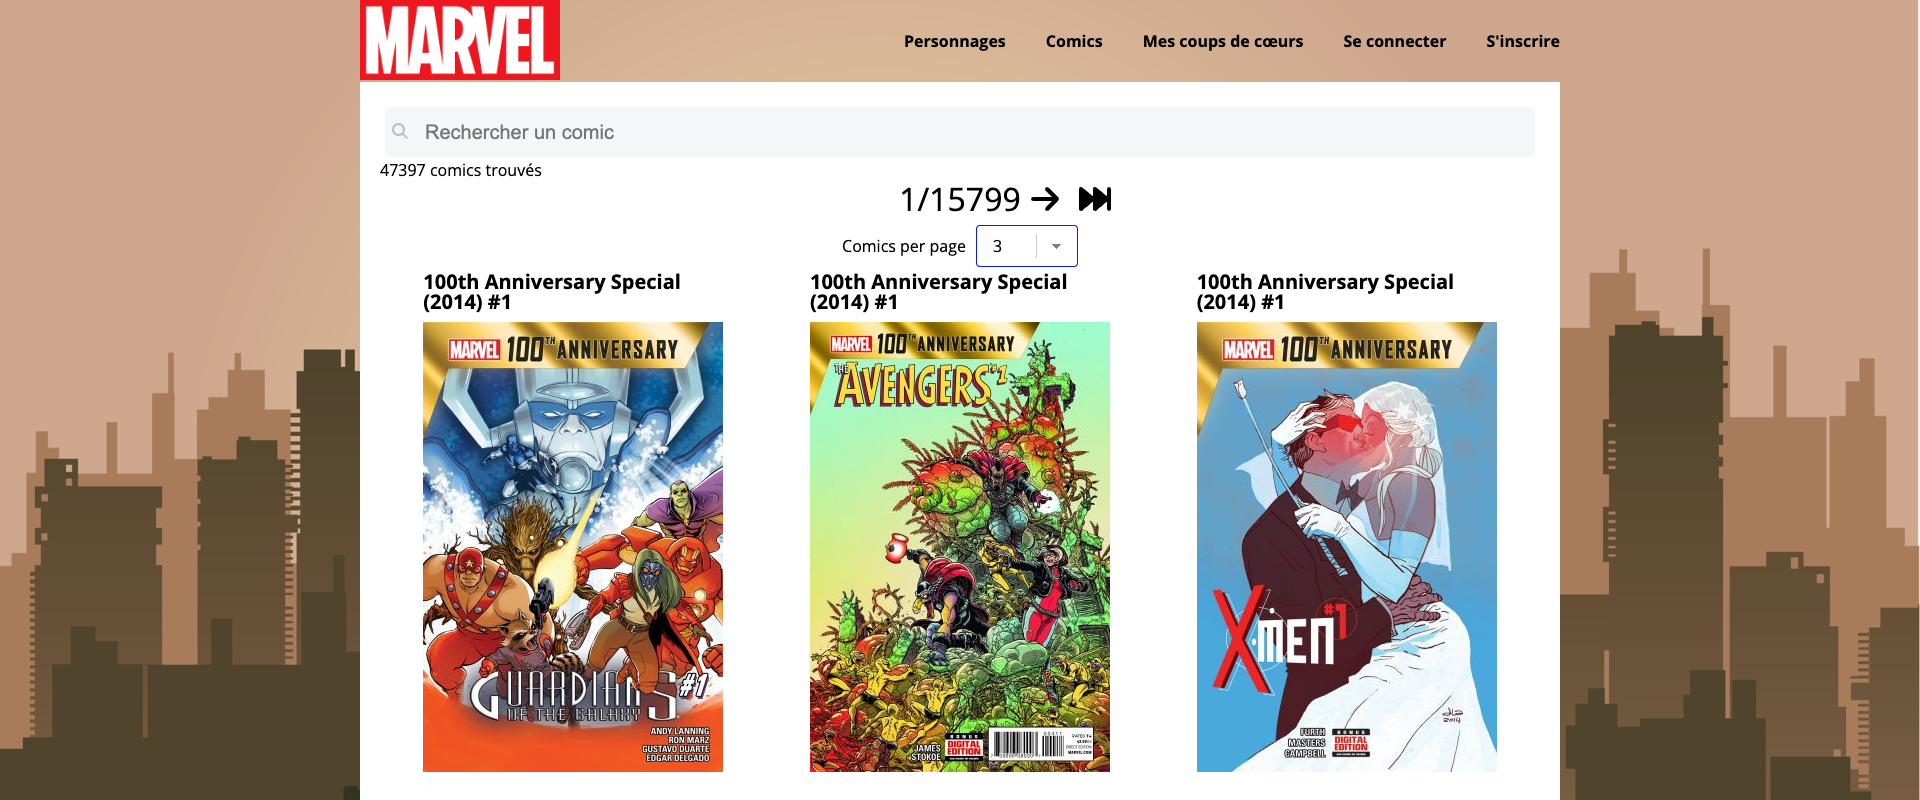 MARVEL
Personnages Comics Mes coups de cœurs Se connecter S'inscrire
Rechercher un comic
47397 comics trouvés
1/15799
Comics per page 3
100th Anniversary Special
(2014) #1
MARVEL 100TH ANNIVERSARY
GUARDIANS #1
OF THE GALAXY
ANDY LANNING
RON MARZ
GUSTAVO DUARTE
EDGAR DELGADO
100th Anniversary Special
(2014) #1
MARVEL 100TH ANNIVERSARY
THE AVENGERS #1
JAMES
STOKOE
BONUS
DIGITAL
EDITION
100th Anniversary Special
(2014) #1
MARVEL 100TH ANNIVERSARY
X-MEN #1
2014
FURTH
MASTERS
CAMPBELL
BONUS
DIGITAL
EDITION